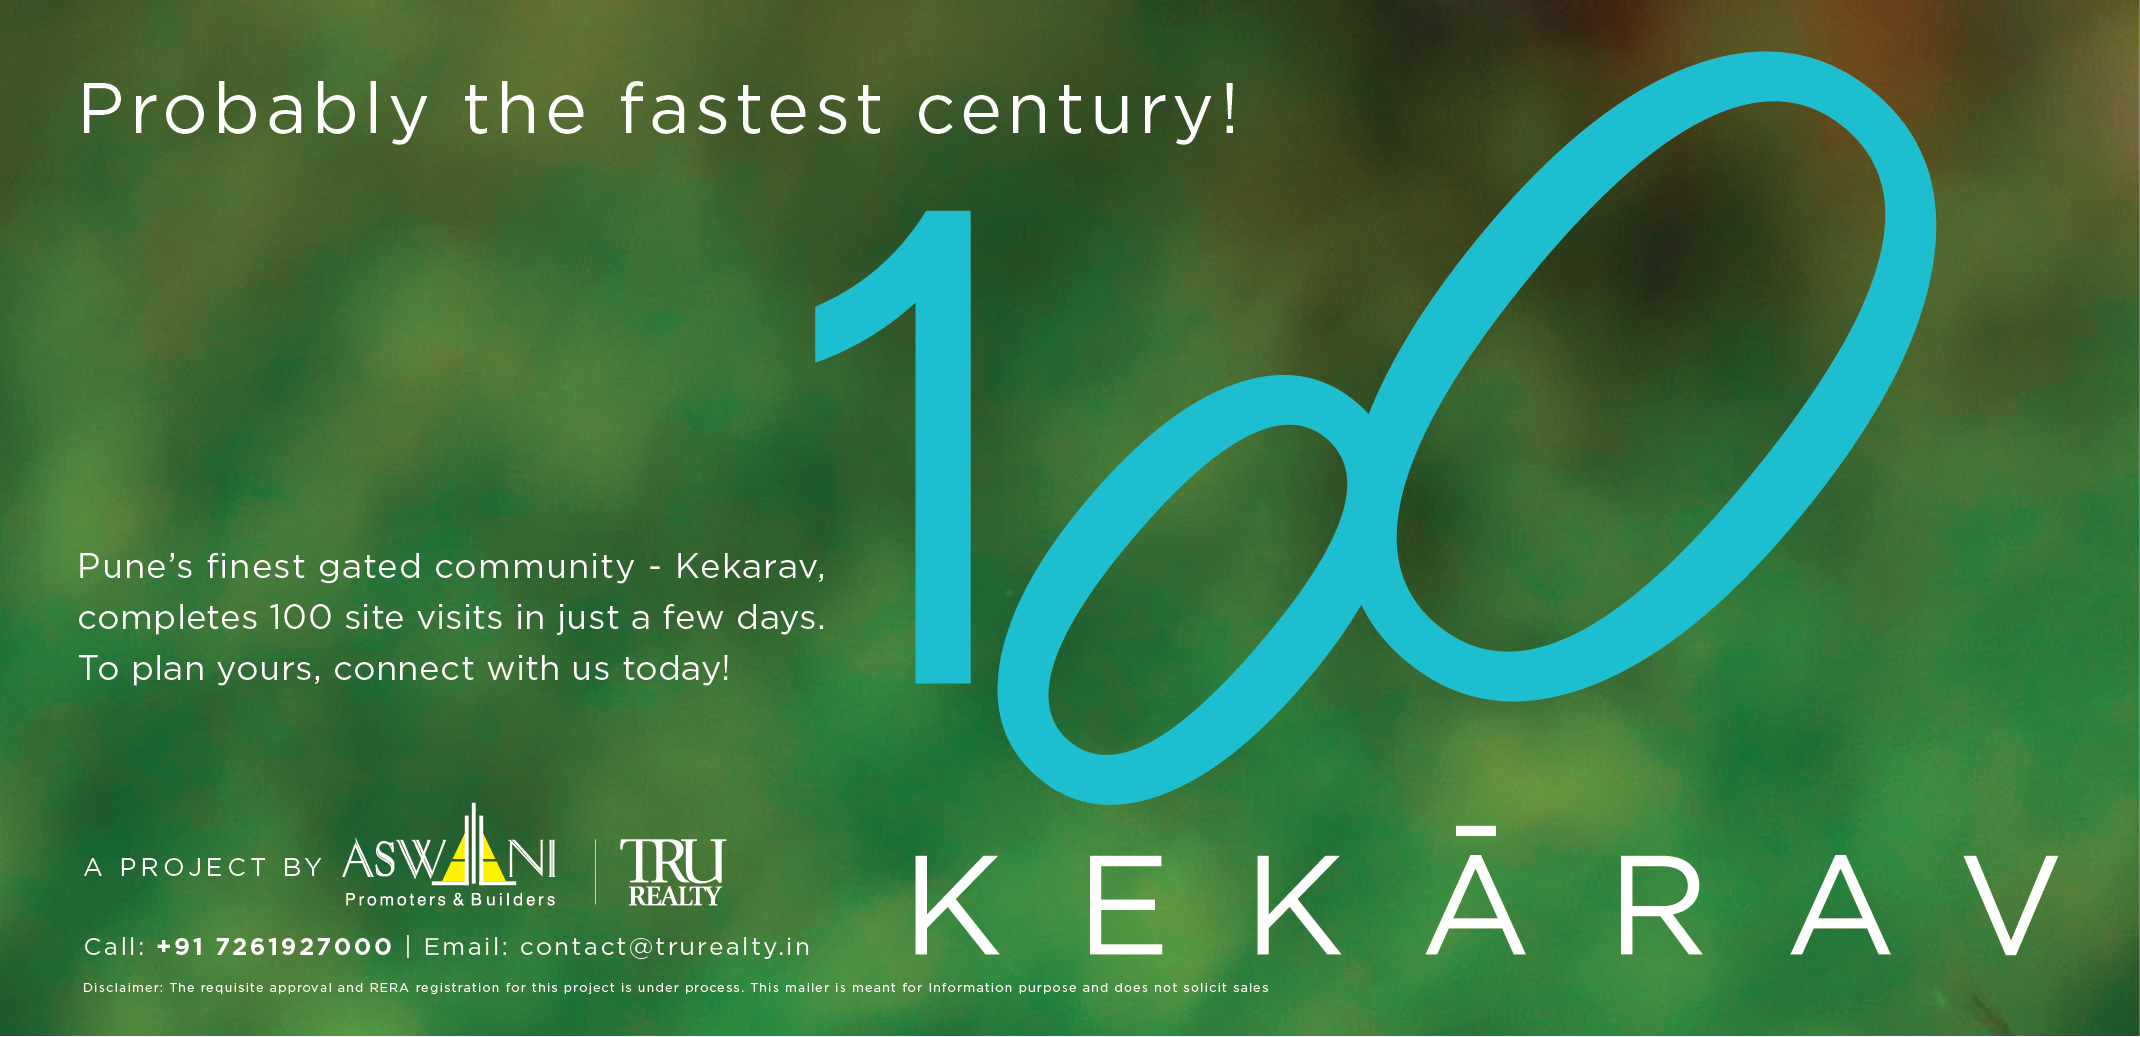 Probably the fastest century!
100
Pune’s finest gated community - Kekarav,
completes 100 site visits in just a few days.
To plan yours, connect with us today!
A PROJECT BY ASWANI
Promoters & Builders
TRU
REALTY
KEKĀRAV
Call: +91 7261927000 | Email: contact@trurealty.in
Disclaimer: The requisite approval and RERA registration for this project is under process. This mailer is meant for Information purpose and does not solicit sales